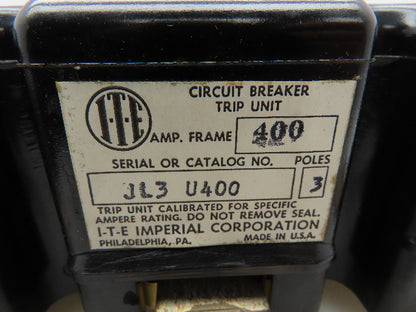 CIRCUIT BREAKER
TRIP UNIT
I-T-E
AMP. FRAME 400
SERIAL OR CATALOG NO. POLES
JL3 U400 3
TRIP UNIT CALIBRATED FOR SPECIFIC
AMPERE RATING. DO NOT REMOVE SEAL.
I-T-E IMPERIAL CORPORATION
PHILADELPHIA, PA. MADE IN U.S.A.